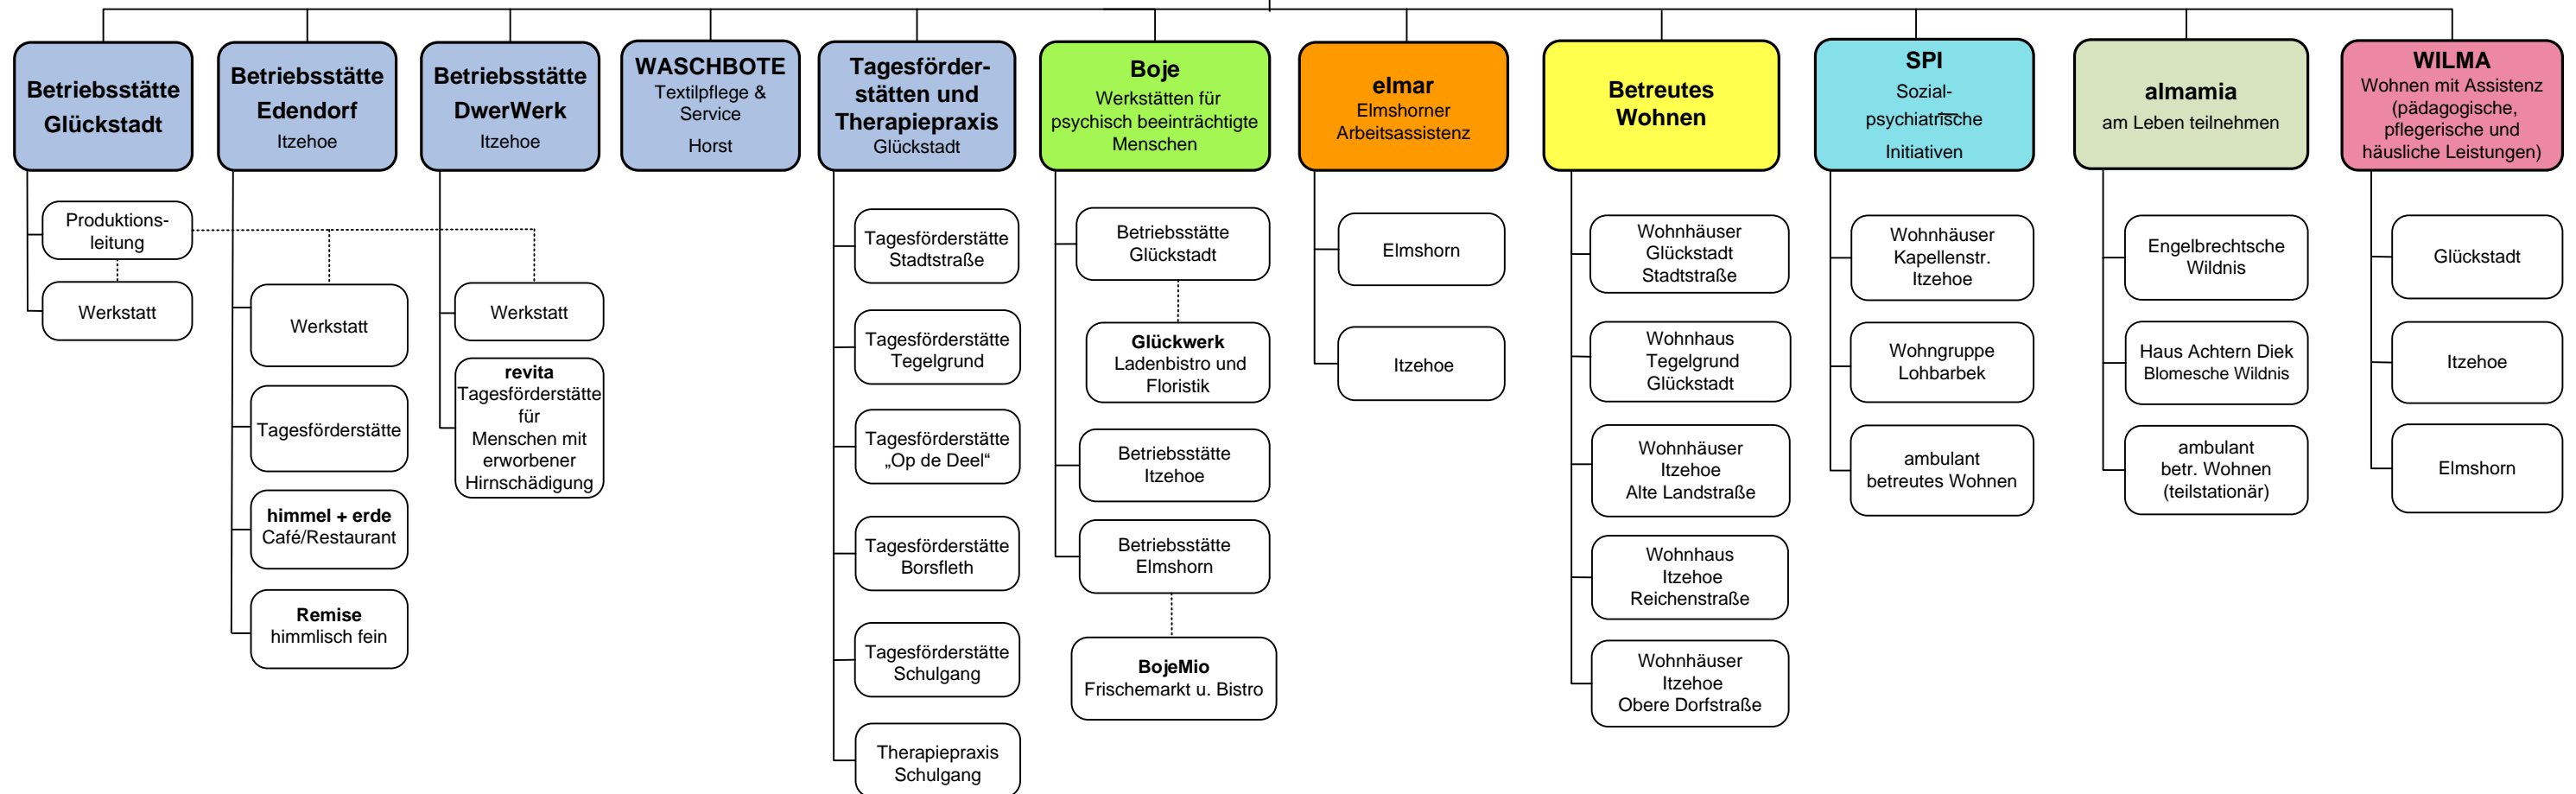 Betriebsstätte
Glückstadt
Produktions-
leitung
Werkstatt
Betriebsstätte
Edendorf
Itzehoe
Werkstatt
Tagesförderstätte
himmel + erde
Café/Restaurant
Remise
himmlisch fein
Betriebsstätte
DwerWerk
Itzehoe
Werkstatt
revita
Tagesförderstätte
für
Menschen mit
erworbener
Hirnschädigung
WASCHBOTE
Textilpflege &
Service
Horst
Tagesförder-
stätten und
Therapiepraxis
Glückstadt
Tagesförderstätte
Stadtstraße
Tagesförderstätte
Tegelgrund
Tagesförderstätte
„Op de Deel“
Tagesförderstätte
Borsfleth
Tagesförderstätte
Schulgang
Therapiepraxis
Schulgang
Boje
Werkstätten für
psychisch beeinträchtigte
Menschen
Betriebsstätte
Glückstadt
Glückwerk
Ladenbistro und
Floristik
Betriebsstätte
Itzehoe
Betriebsstätte
Elmshorn
BojeMio
Frischemarkt u. Bistro
elmar
Elmshorner
Arbeitsassistenz
Elmshorn
Itzehoe
Betreutes
Wohnen
Wohnhäuser
Glückstadt
Stadtstraße
Wohnhaus
Tegelgrund
Glückstadt
Wohnhäuser
Itzehoe
Alte Landstraße
Wohnhaus
Itzehoe
Reichenstraße
Wohnhäuser
Itzehoe
Obere Dorfstraße
SPI
Sozial-
psychiatrische
Initiativen
Wohnhäuser
Kapellenstr.
Itzehoe
Wohngruppe
Lohbarbek
ambulant
betreutes Wohnen
almamia
am Leben teilnehmen
Engelbrechtsche
Wildnis
Haus Achtern Diek
Blomesche Wildnis
ambulant
betr. Wohnen
(teilstationär)
WILMA
Wohnen mit Assistenz
(pädagogische,
pflegerische und
häusliche Leistungen)
Glückstadt
Itzehoe
Elmshorn